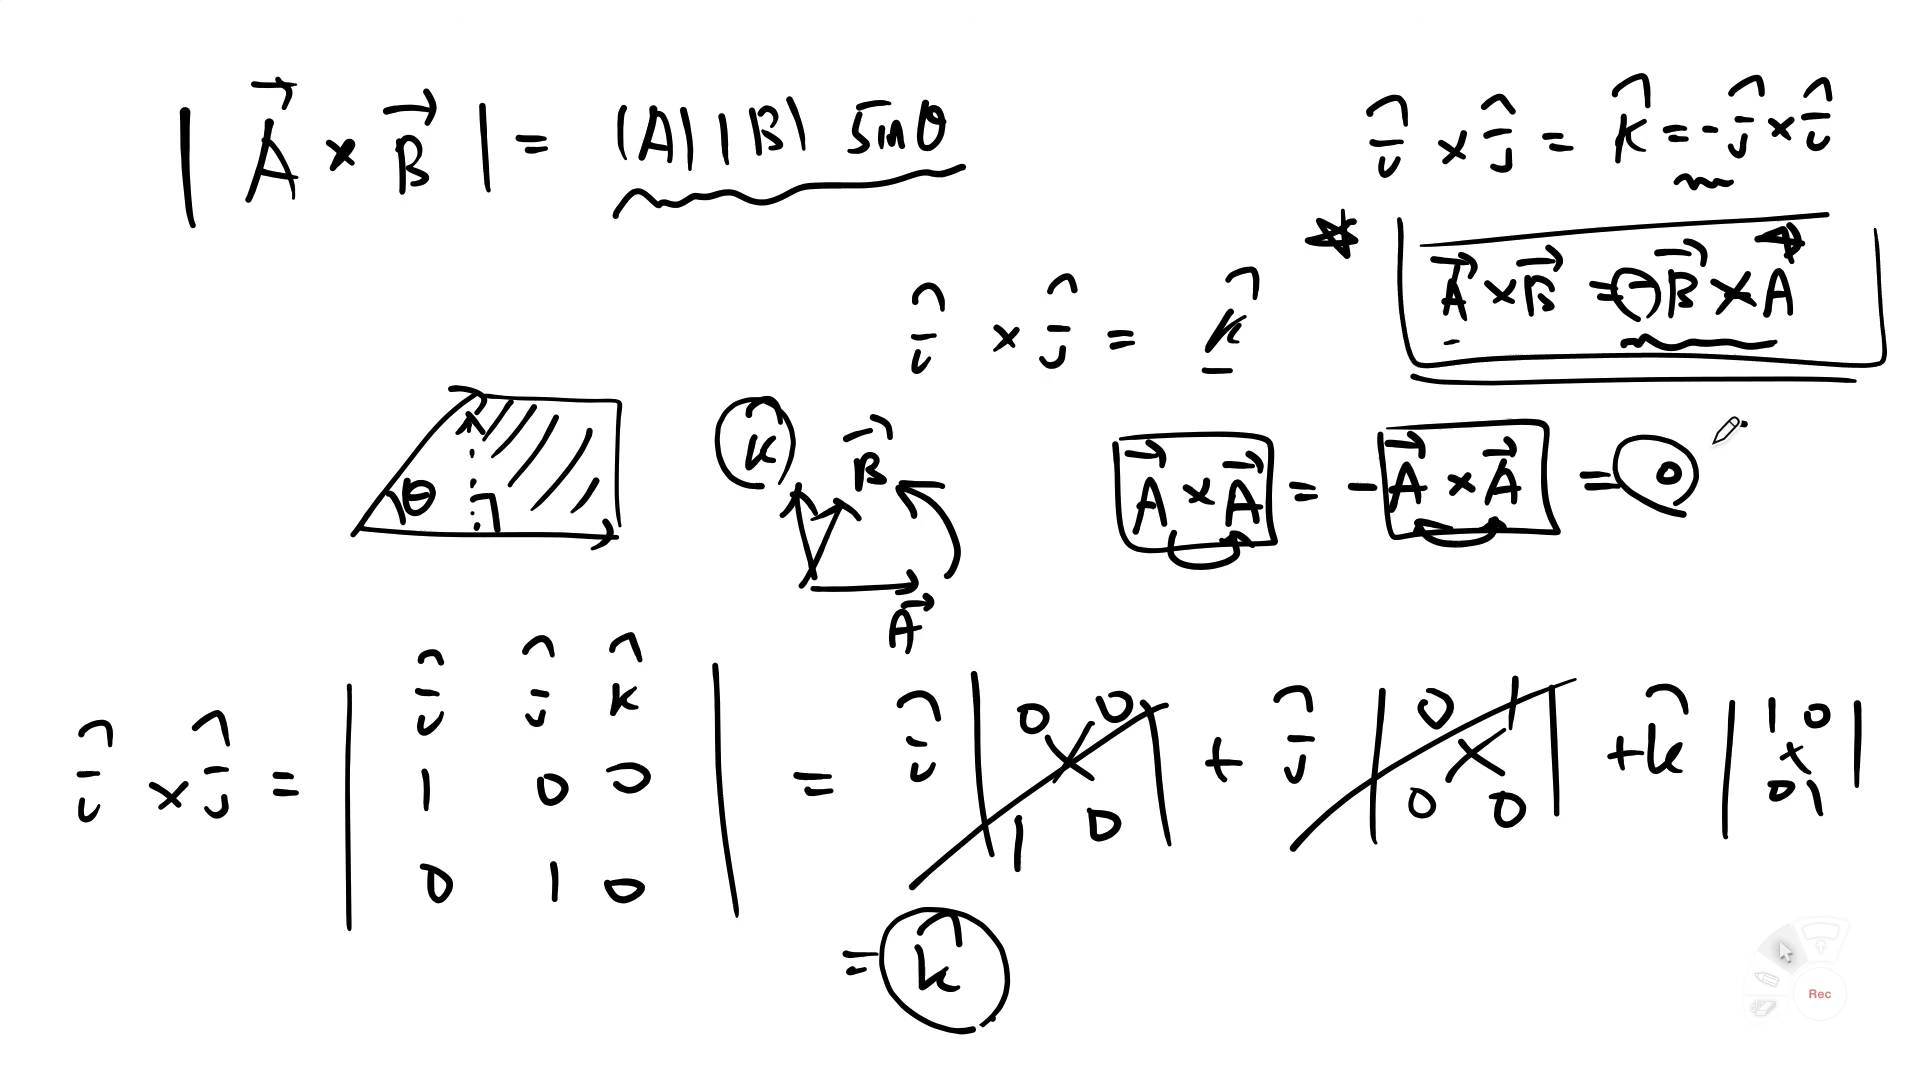 | A⃗ × B⃗ | = |A| |B| sin θ
î × ĵ = k̂ = - ĵ × î
A⃗ × B⃗ = - B⃗ × A⃗
î × ĵ = k̂
θ
k̂
B⃗
A⃗
A⃗ × A⃗ = - A⃗ × A⃗ = 0
î × ĵ = | î ĵ k̂ | = î | 0 0 | + ĵ | 0 1 | + k̂ | 1 0 |
| 1 0 0 | | 1 0 | | 0 0 | | 0 1 |
| 0 1 0 |
= k̂
Rec